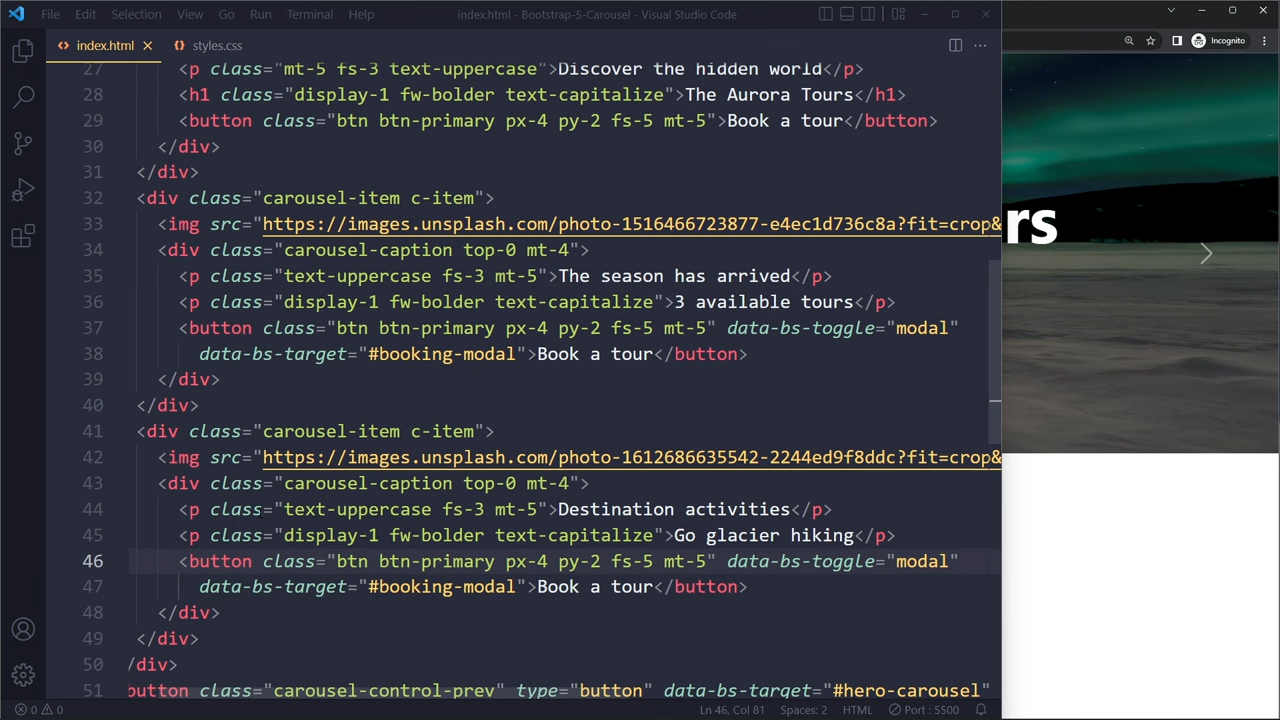 File Edit Selection View Go Run Terminal Help index.html - Bootstrap-5-Carousel - Visual Studio Code
Incognito
index.html styles.css
27 <p class="mt-5 fs-3 text-uppercase">Discover the hidden world</p>
28 <h1 class="display-1 fw-bolder text-capitalize">The Aurora Tours</h1>
29 <button class="btn btn-primary px-4 py-2 fs-5 mt-5">Book a tour</button>
30 </div>
31 </div>
32 <div class="carousel-item c-item">
33 <img src="https://images.unsplash.com/photo-1516466723877-e4ec1d736c8a?fit=crop&
34 <div class="carousel-caption top-0 mt-4">
35 <p class="text-uppercase fs-3 mt-5">The season has arrived</p>
36 <p class="display-1 fw-bolder text-capitalize">3 available tours</p>
37 <button class="btn btn-primary px-4 py-2 fs-5 mt-5" data-bs-toggle="modal"
38 data-bs-target="#booking-modal">Book a tour</button>
39 </div>
40 </div>
41 <div class="carousel-item c-item">
42 <img src="https://images.unsplash.com/photo-1612686635542-2244ed9f8ddc?fit=crop&
43 <div class="carousel-caption top-0 mt-4">
44 <p class="text-uppercase fs-3 mt-5">Destination activities</p>
45 <p class="display-1 fw-bolder text-capitalize">Go glacier hiking</p>
46 <button class="btn btn-primary px-4 py-2 fs-5 mt-5" data-bs-toggle="modal"
47 data-bs-target="#booking-modal">Book a tour</button>
48 </div>
49 </div>
50 /div>
51 button class="carousel-control-prev" type="button" data-bs-target="#hero-carousel"
rs
0 0 Ln 46, Col 81 Spaces: 2 HTML Port : 5500